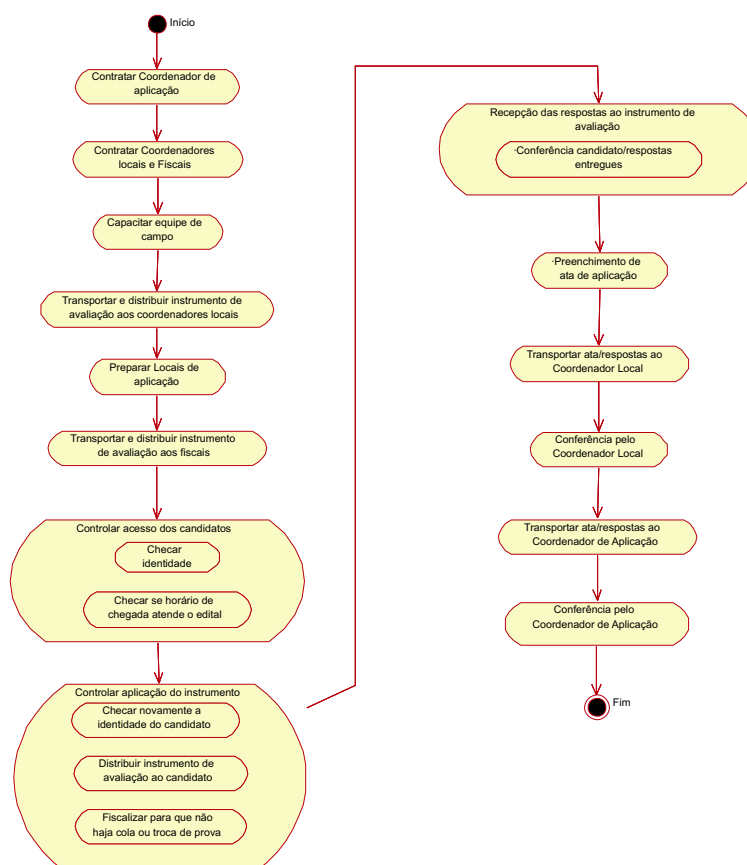 Início
Contratar Coordenador de
aplicação
Contratar Coordenadores
locais e Fiscais
Capacitar equipe de
campo
Transportar e distribuir instrumento de
avaliação aos coordenadores locais
Preparar Locais de
aplicação
Transportar e distribuir instrumento
de avaliação aos fiscais
Controlar acesso dos candidatos
Checar
identidade
Checar se horário de
chegada atende o edital
Controlar aplicação do instrumento
Checar novamente a
identidade do candidato
Distribuir instrumento de
avaliação ao candidato
Fiscalizar para que não
haja cola ou troca de prova
Recepção das respostas ao instrumento de
avaliação
·Conferência candidato/respostas
entregues
·Preenchimento de
ata de aplicação
Transportar ata/respostas ao
Coordenador Local
Conferência pelo
Coordenador Local
Transportar ata/respostas ao
Coordenador de Aplicação
Conferência pelo
Coordenador de Aplicação
Fim